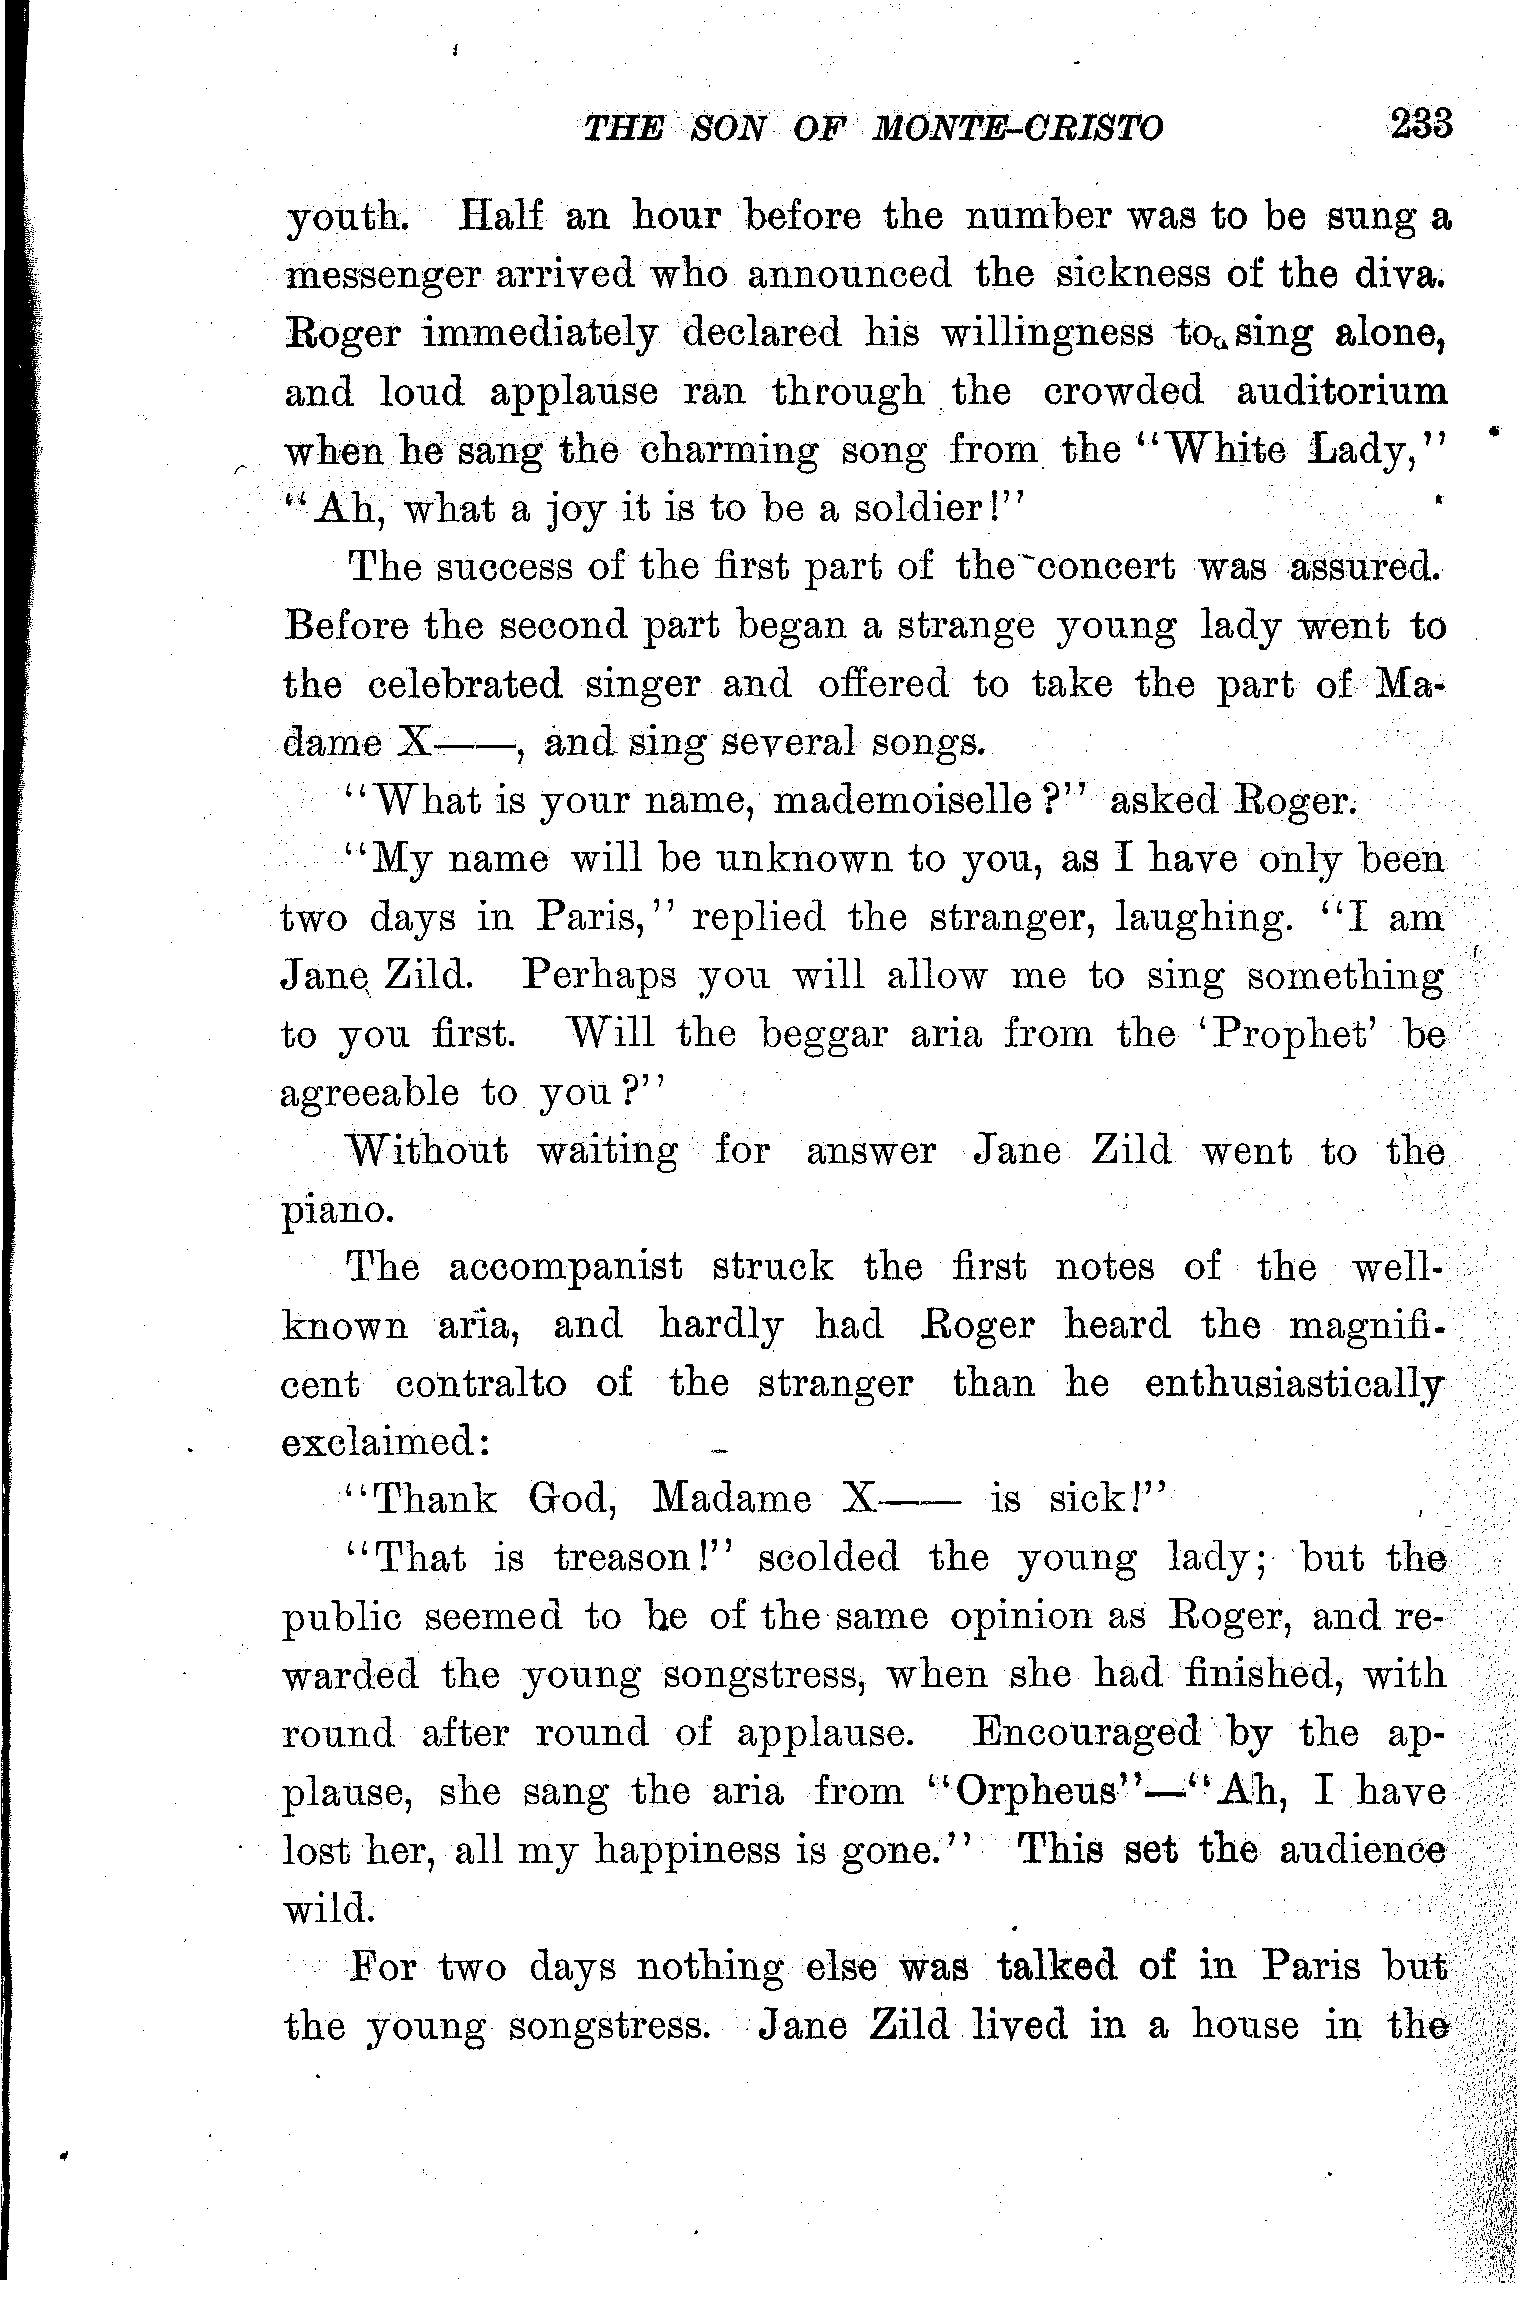 THE SON OF MONTE-CRISTO 233
youth. Half an hour before the number was to be sung a
messenger arrived who announced the sickness of the diva.
Roger immediately declared his willingness to sing alone,
and loud applause ran through the crowded auditorium
when he sang the charming song from the "White Lady,"
"Ah, what a joy it is to be a soldier!"
The success of the first part of the concert was assured.
Before the second part began a strange young lady went to
the celebrated singer and offered to take the part of Ma-
dame X——, and sing several songs.
"What is your name, mademoiselle?" asked Roger.
"My name will be unknown to you, as I have only been
two days in Paris," replied the stranger, laughing. "I am
Jane Zild. Perhaps you will allow me to sing something
to you first. Will the beggar aria from the 'Prophet' be
agreeable to you?"
Without waiting for answer Jane Zild went to the
piano.
The accompanist struck the first notes of the well-
known aria, and hardly had Roger heard the magnifi-
cent contralto of the stranger than he enthusiastically
exclaimed:
"Thank God, Madame X—— is sick!"
"That is treason!" scolded the young lady; but the
public seemed to be of the same opinion as Roger, and re-
warded the young songstress, when she had finished, with
round after round of applause. Encouraged by the ap-
plause, she sang the aria from "Orpheus"—"Ah, I have
lost her, all my happiness is gone." This set the audience
wild.
For two days nothing else was talked of in Paris but
the young songstress. Jane Zild lived in a house in the